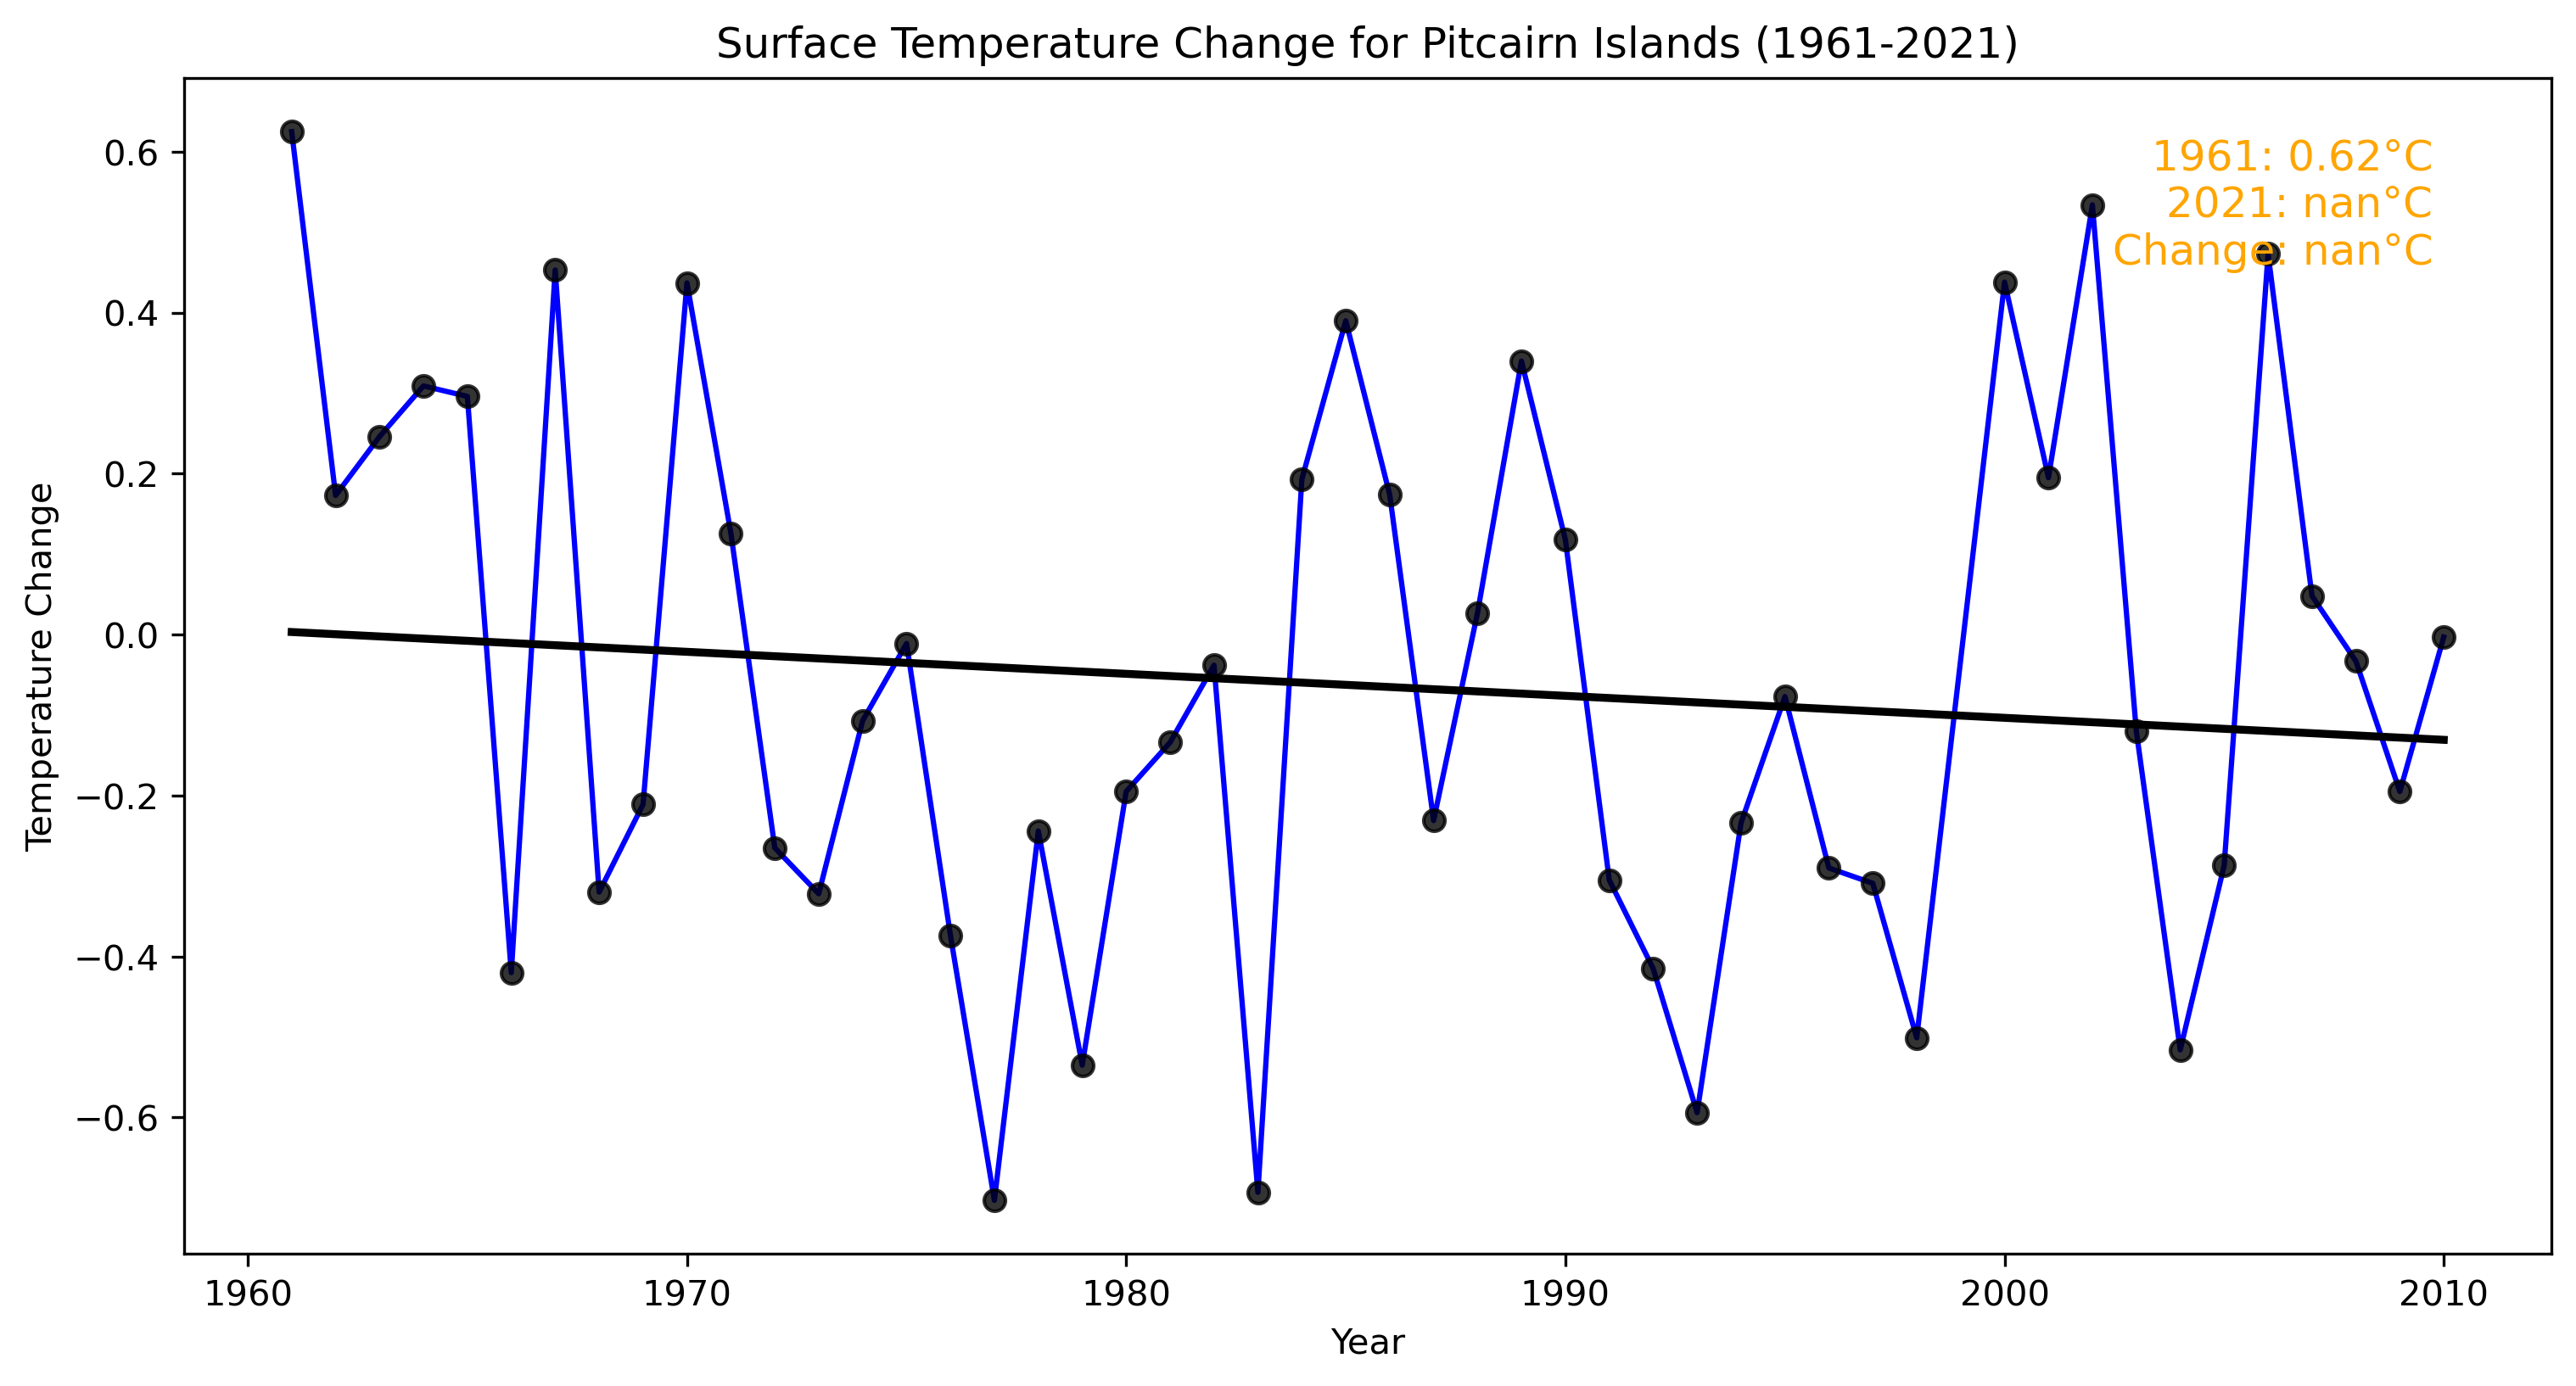 Surface Temperature Change for Pitcairn Islands (1961-2021)
1961: 0.62°C
2021: nan°C
Change: nan°C
Temperature Change
0.6
0.4
0.2
0.0
−0.2
−0.4
−0.6
1960 1970 1980 1990 2000 2010
Year